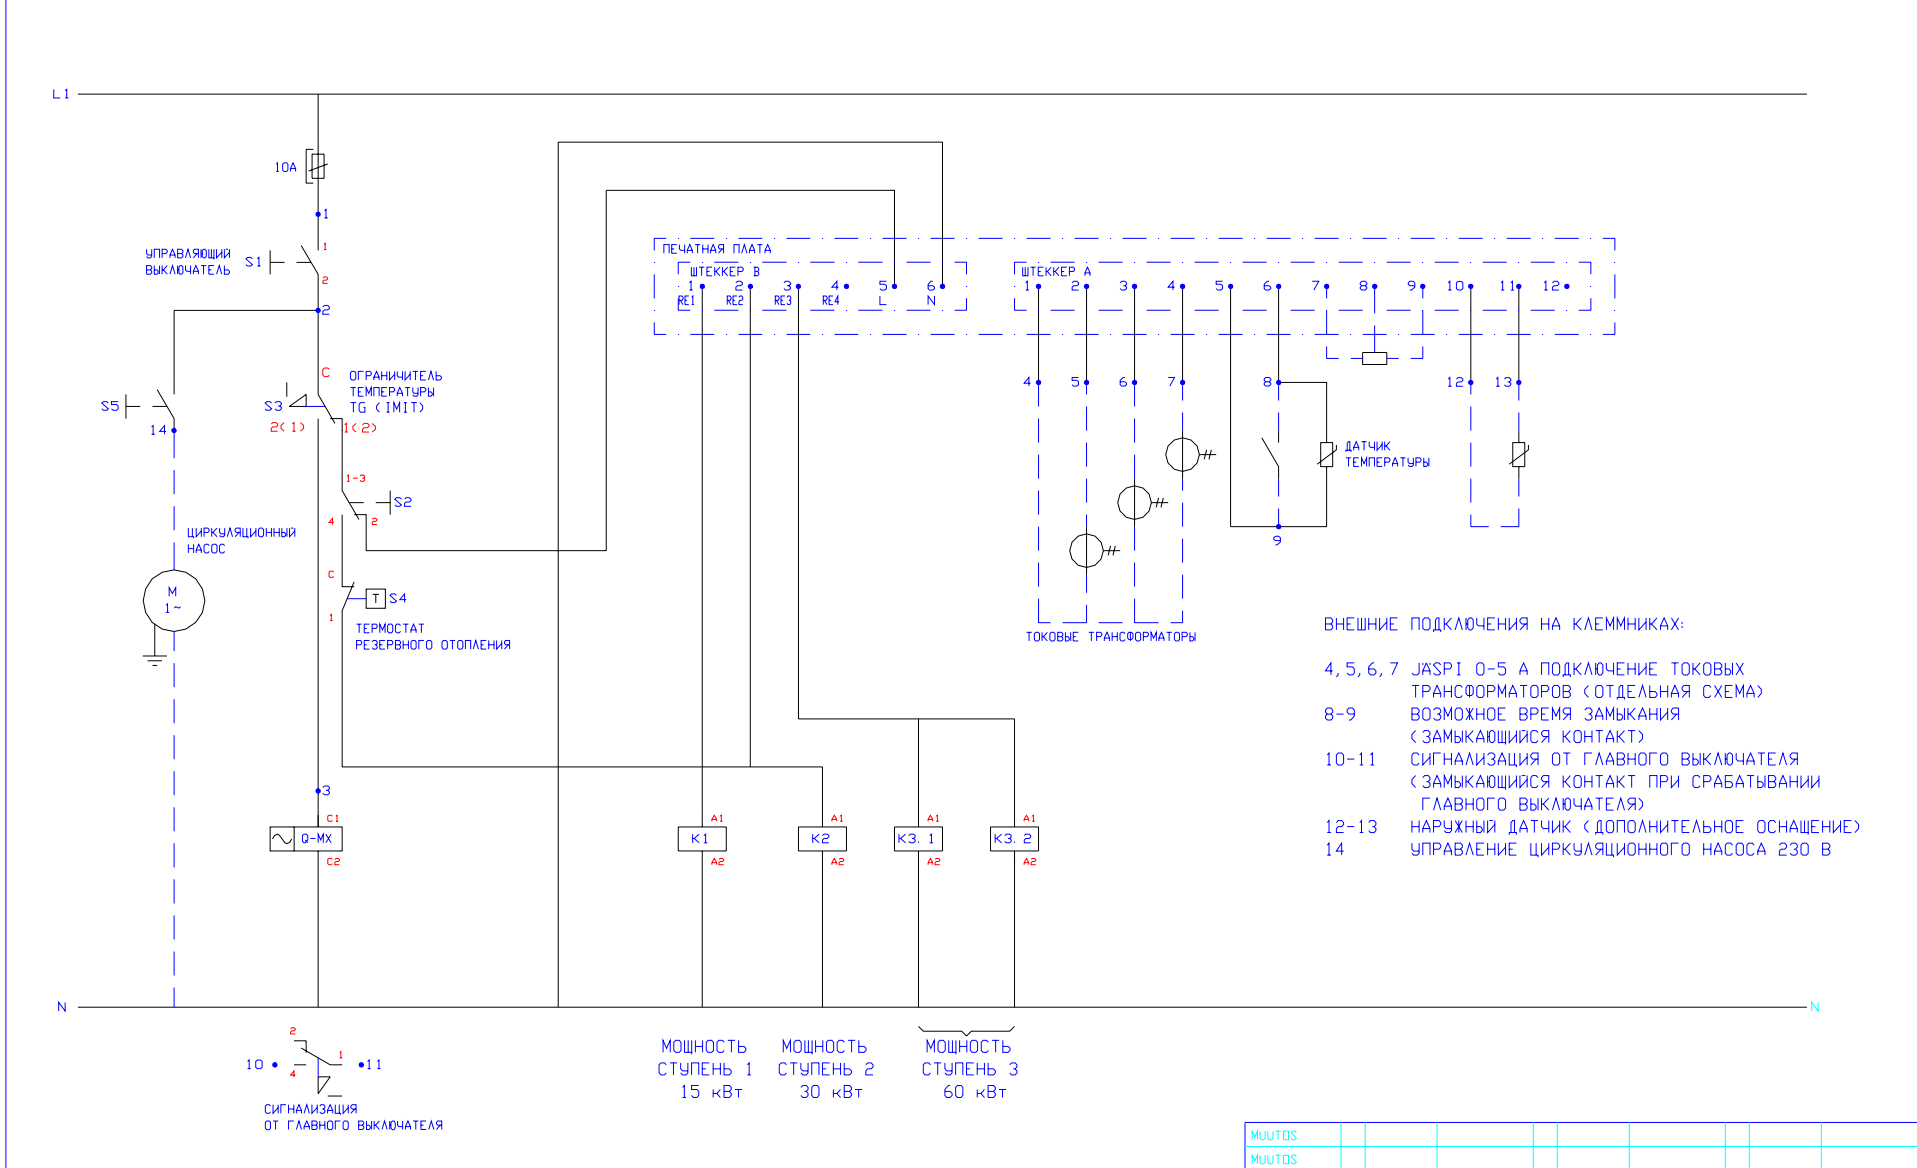 L1
10A
1
УПРАВЛЯЮЩИЙ
ВЫКЛЮЧАТЕЛЬ
S1
1
2
2
ПЕЧАТНАЯ ПЛАТА
ШТЕККЕР B
1 2 3 4 5 6
RE1 RE2 RE3 RE4 L N
ШТЕККЕР A
1 2 3 4 5 6 7 8 9 10 11 12
C
ОГРАНИЧИТЕЛЬ
ТЕМПЕРАТУРЫ
TG (IMIT)
S3
2(1)
1(2)
S5
14
4 5 6 7 8 12 13
1-3
S2
4
2
ДАТЧИК
ТЕМПЕРАТУРЫ
9
ЦИРКУЛЯЦИОННЫЙ
НАСОС
M
1~
C
T
S4
1
ТЕРМОСТАТ
РЕЗЕРВНОГО ОТОПЛЕНИЯ
ТОКОВЫЕ ТРАНСФОРМАТОРЫ
ВНЕШНИЕ ПОДКЛЮЧЕНИЯ НА КЛЕММНИКАХ:
4,5,6,7 JÄSPI 0-5 A ПОДКЛЮЧЕНИЕ ТОКОВЫХ
ТРАНСФОРМАТОРОВ (ОТДЕЛЬНАЯ СХЕМА)
8-9 ВОЗМОЖНОЕ ВРЕМЯ ЗАМЫКАНИЯ
(ЗАМЫКАЮЩИЙСЯ КОНТАКТ)
10-11 СИГНАЛИЗАЦИЯ ОТ ГЛАВНОГО ВЫКЛЮЧАТЕЛЯ
(ЗАМЫКАЮЩИЙСЯ КОНТАКТ ПРИ СРАБАТЫВАНИИ
ГЛАВНОГО ВЫКЛЮЧАТЕЛЯ)
12-13 НАРУЖНЫЙ ДАТЧИК (ДОПОЛНИТЕЛЬНОЕ ОСНАЩЕНИЕ)
14 УПРАВЛЕНИЕ ЦИРКУЛЯЦИОННОГО НАСОСА 230 В
3
C1
Q-MX
C2
A1 A1 A1 A1
K1 K2 K3.1 K3.2
A2 A2 A2 A2
N
N
2
10
4
1
11
СИГНАЛИЗАЦИЯ
ОТ ГЛАВНОГО ВЫКЛЮЧАТЕЛЯ
МОЩНОСТЬ
СТУПЕНЬ 1
15 кВт
МОЩНОСТЬ
СТУПЕНЬ 2
30 кВт
МОЩНОСТЬ
СТУПЕНЬ 3
60 кВт
MUUTOS
MUUTOS